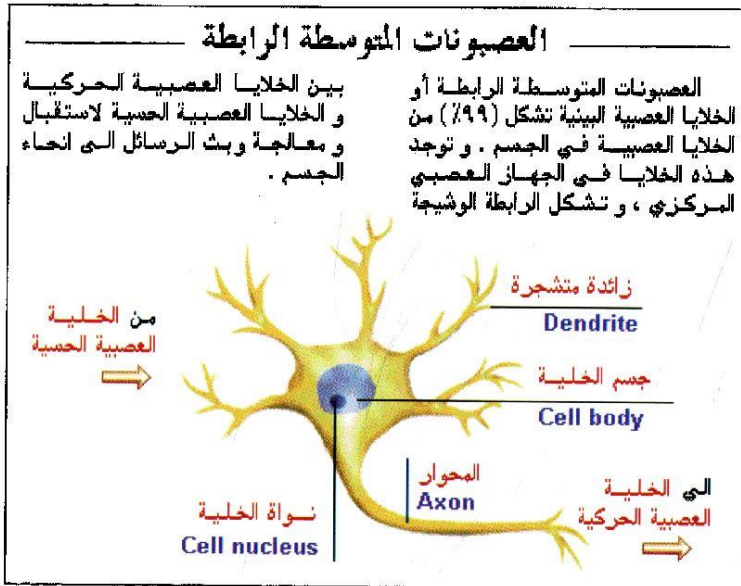 العصبونات المتوسطة الرابطة
العصبونات المتوسطة الرابطة أو
الخلايا العصبية البينية تشكل (٩٩٪) من
الخلايا العصبية في الجسم . و توجد
هذه الخلايا في الجهاز العصبي
المركزي ، و تشكل الرابطة الوشيجة
بين الخلايا العصبية الحركية
و الخلايا العصبية الحسية لاستقبال
و معالجة و بث الرسائل الى انحاء
الجسم .
زائدة متشجرة
Dendrite
من الخلية
العصبية الحسية
جسم الخلية
Cell body
المحوار
Axon
الي الخلية
العصبية الحركية
نواة الخلية
Cell nucleus